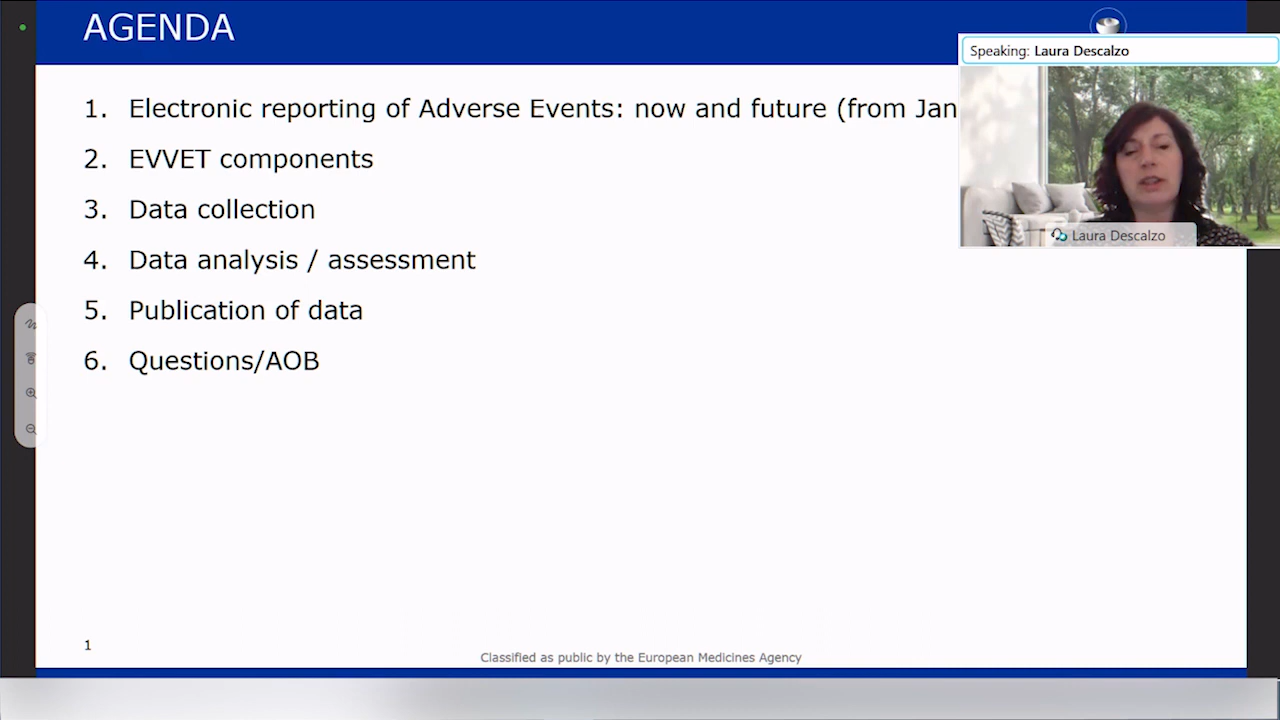 AGENDA
Speaking: Laura Descalzo
1. Electronic reporting of Adverse Events: now and future (from Jan
2. EVVET components
3. Data collection
Laura Descalzo
4. Data analysis / assessment
5. Publication of data
6. Questions/AOB
1
Classified as public by the European Medicines Agency